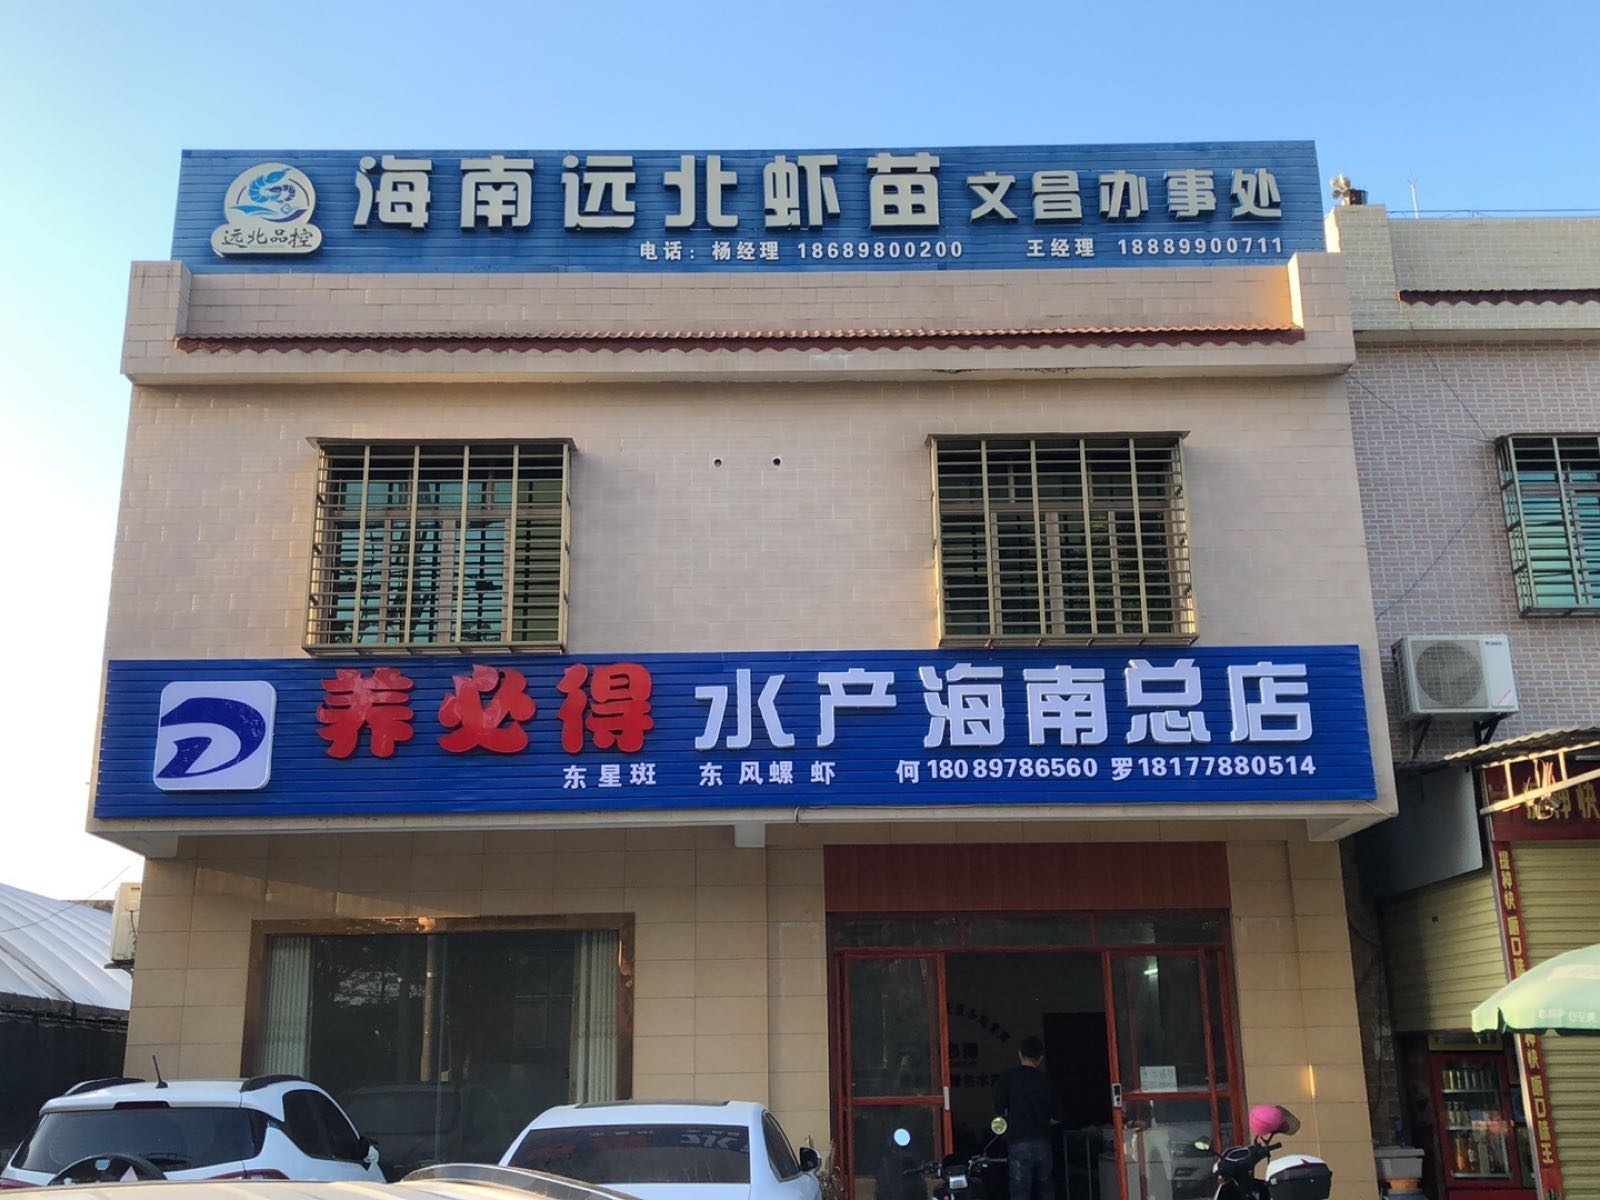 海南远北虾苗 文昌办事处
远北品控
电话：杨经理 18689800200 王经理 18889900711
养必得 水产海南总店
东星斑 东风螺 虾 何18089786560 罗18177880514